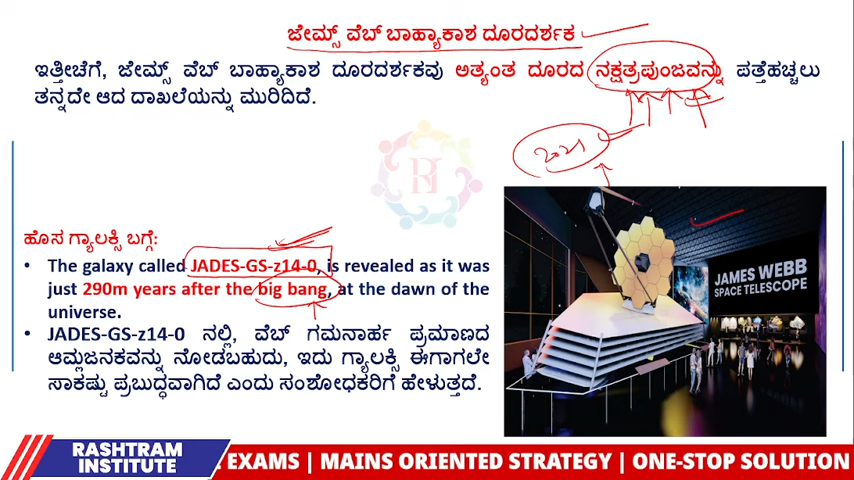 ಜೇಮ್ಸ್ ವೆಬ್ ಬಾಹ್ಯಾಕಾಶ ದೂರದರ್ಶಕ
ಇತ್ತೀಚೆಗೆ, ಜೇಮ್ಸ್ ವೆಬ್ ಬಾಹ್ಯಾಕಾಶ ದೂರದರ್ಶಕವು ಅತ್ಯಂತ ದೂರದ ನಕ್ಷತ್ರಪುಂಜವನ್ನು ಪತ್ತೆಹಚ್ಚಲು
ತನ್ನದೇ ಆದ ದಾಖಲೆಯನ್ನು ಮುರಿದಿದೆ.
2021
ಹೊಸ ಗ್ಯಾಲಕ್ಸಿ ಬಗ್ಗೆ:
• The galaxy called JADES-GS-z14-0, is revealed as it was
just 290m years after the big bang, at the dawn of the
universe.
• JADES-GS-z14-0 ನಲ್ಲಿ, ವೆಬ್ ಗಮನಾರ್ಹ ಪ್ರಮಾಣದ
ಆಮ್ಲಜನಕವನ್ನು ನೋಡಬಹುದು, ಇದು ಗ್ಯಾಲಕ್ಸಿ ಈಗಾಗಲೇ
ಸಾಕಷ್ಟು ಪ್ರಬುದ್ಧವಾಗಿದೆ ಎಂದು ಸಂಶೋಧಕರಿಗೆ ಹೇಳುತ್ತದೆ.
JAMES WEBB
SPACE TELESCOPE
RASHTRAM
INSTITUTE
EXAMS | MAINS ORIENTED STRATEGY | ONE-STOP SOLUTION